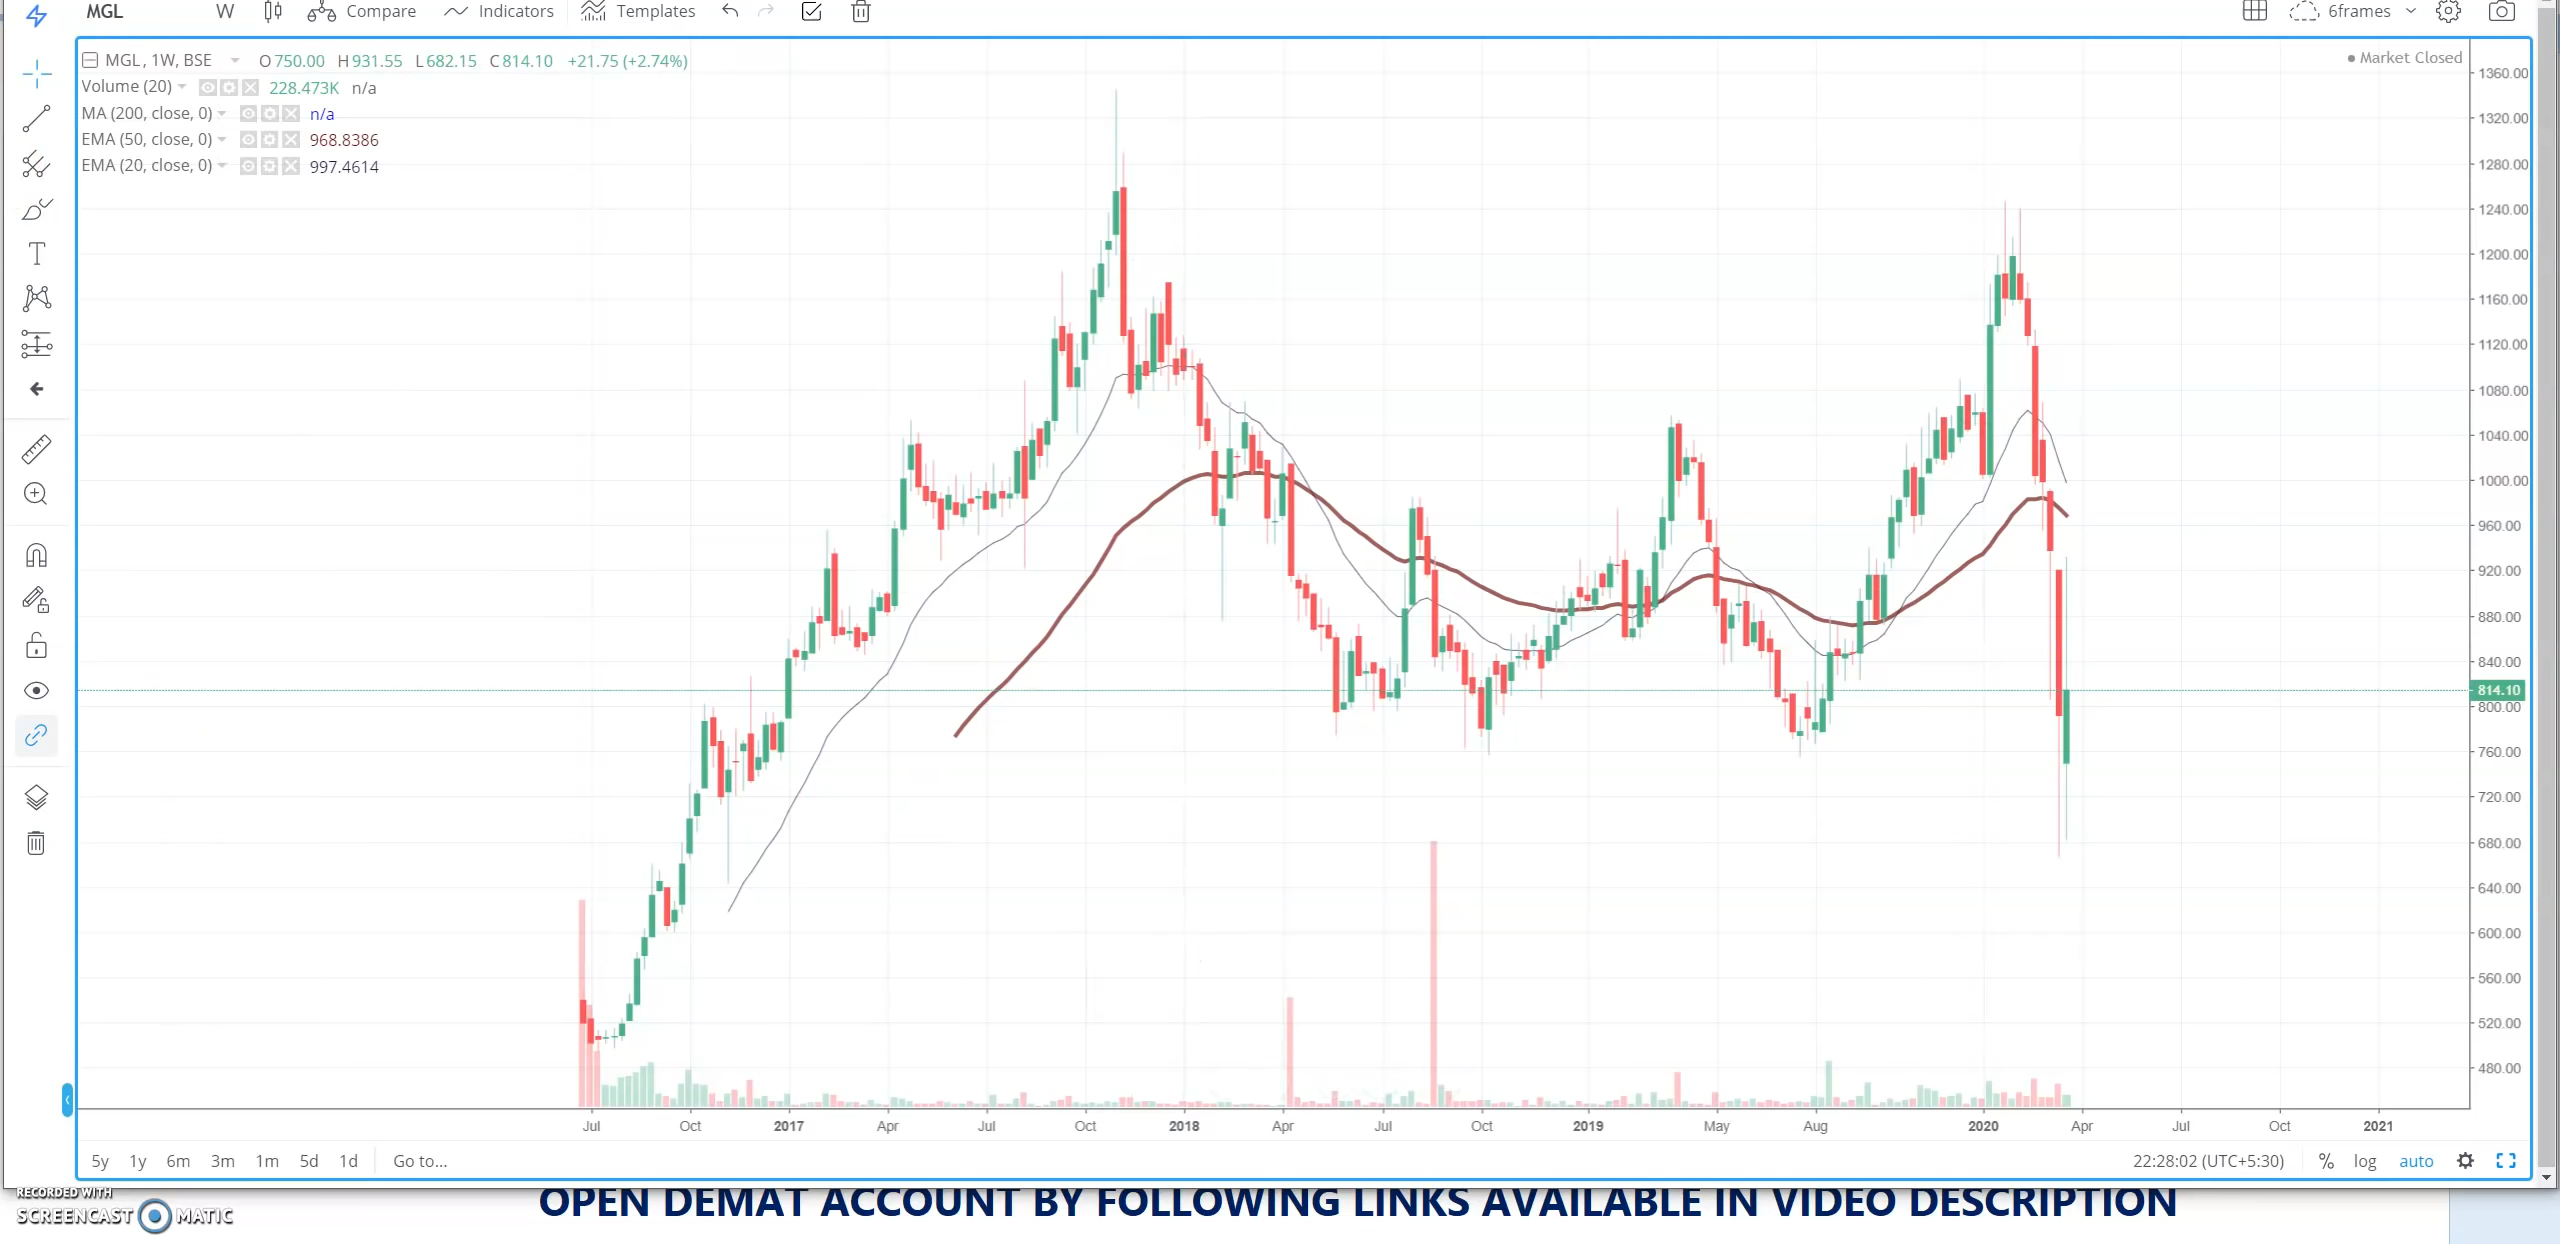 MGL W Compare Indicators Templates 6frames
MGL, 1W, BSE O750.00 H931.55 L682.15 C814.10 +21.75 (+2.74%)
Market Closed
Volume (20) 228.473K n/a
MA (200, close, 0) n/a
EMA (50, close, 0) 968.8386
EMA (20, close, 0) 997.4614
1360.00
1320.00
1280.00
1240.00
1200.00
1160.00
1120.00
1080.00
1040.00
1000.00
960.00
920.00
880.00
840.00
814.10
800.00
760.00
720.00
680.00
640.00
600.00
560.00
520.00
480.00
Jul Oct 2017 Apr Jul Oct 2018 Apr Jul Oct 2019 May Aug 2020 Apr Jul Oct 2021
5y 1y 6m 3m 1m 5d 1d Go to... 22:28:02 (UTC+5:30) % log auto
RECORDED WITH
SCREENCAST MATIC
OPEN DEMAT ACCOUNT BY FOLLOWING LINKS AVAILABLE IN VIDEO DESCRIPTION